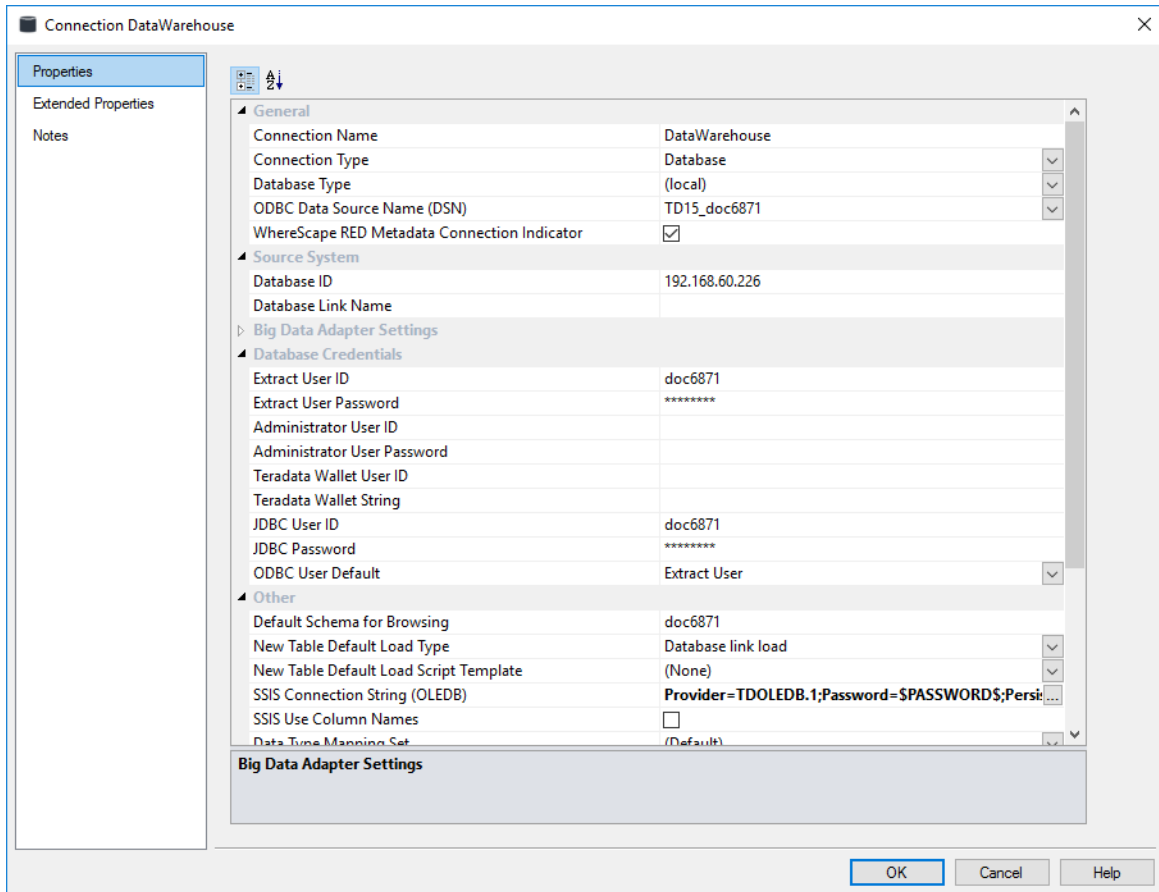 Connection DataWarehouse
Properties
Extended Properties
Notes
General
Connection Name DataWarehouse
Connection Type Database
Database Type (local)
ODBC Data Source Name (DSN) TD15_doc6871
WhereScape RED Metadata Connection Indicator
Source System
Database ID 192.168.60.226
Database Link Name
Big Data Adapter Settings
Database Credentials
Extract User ID doc6871
Extract User Password ********
Administrator User ID
Administrator User Password
Teradata Wallet User ID
Teradata Wallet String
JDBC User ID doc6871
JDBC Password ********
ODBC User Default Extract User
Other
Default Schema for Browsing doc6871
New Table Default Load Type Database link load
New Table Default Load Script Template (None)
SSIS Connection String (OLEDB) Provider=TDOLEDB.1;Password=$PASSWORD$;Persis ...
SSIS Use Column Names
Data Type Mapping Set (Default)
Big Data Adapter Settings
OK Cancel Help